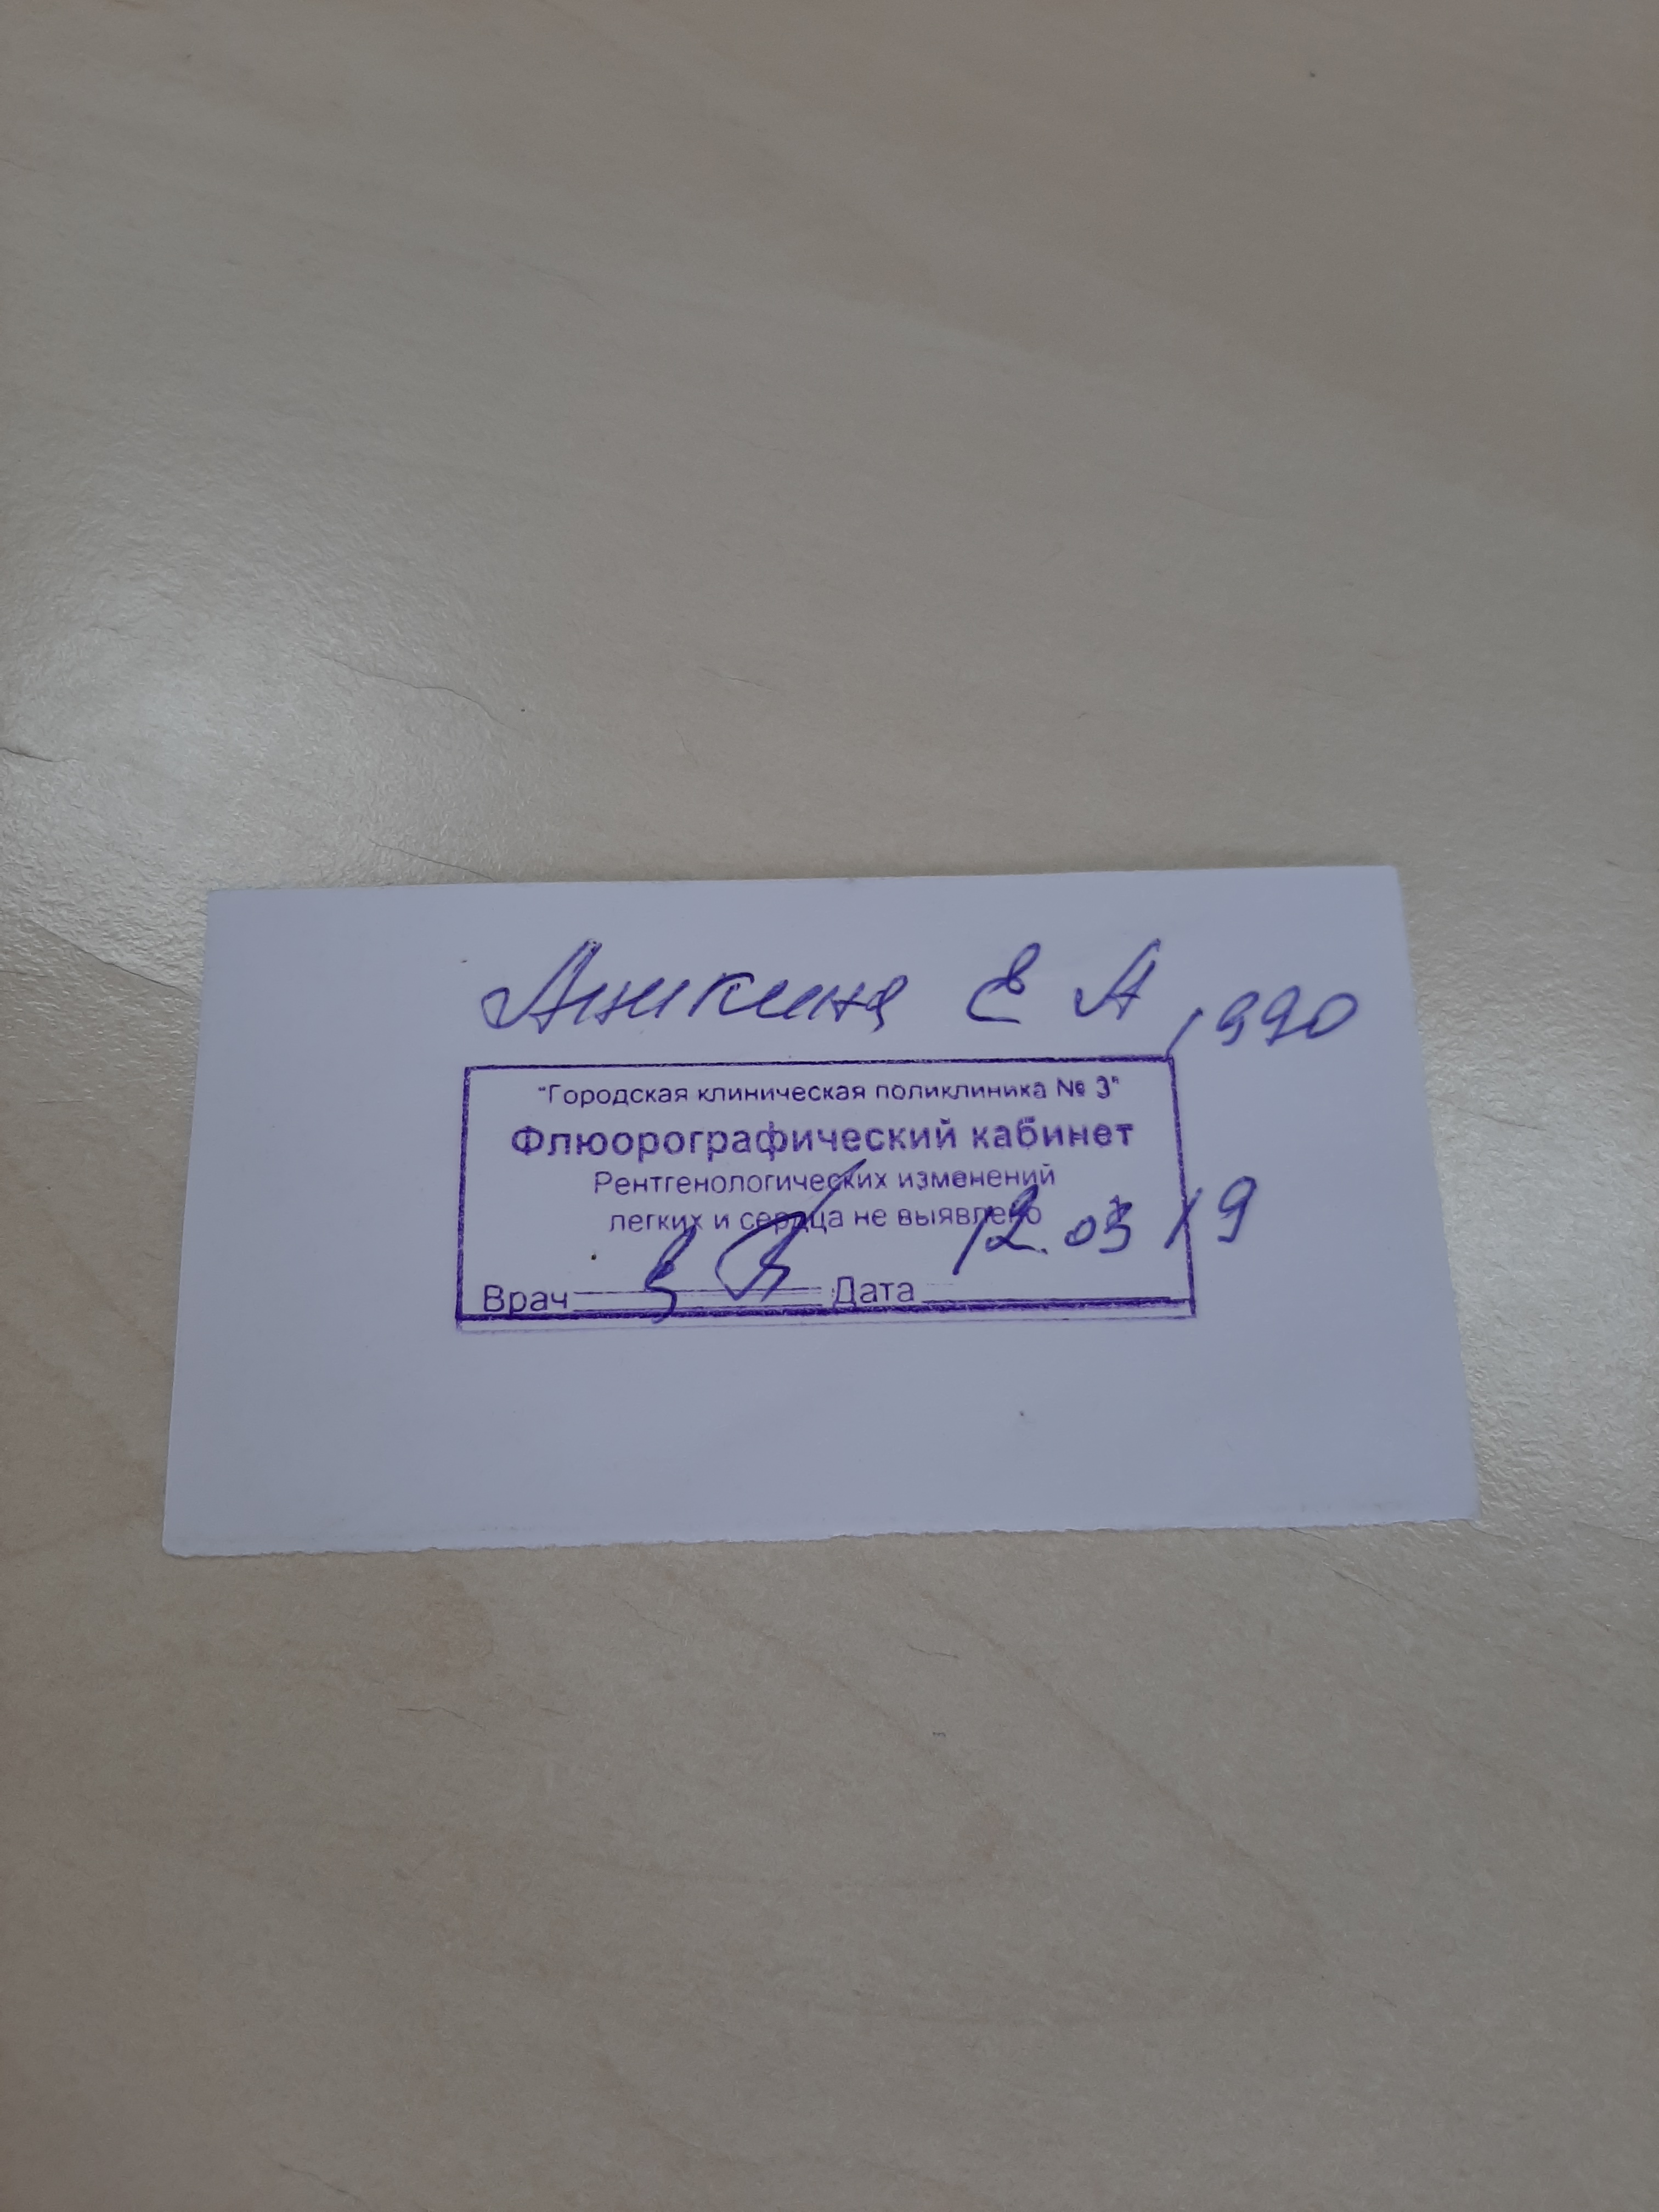 Аникина Е А 1990
"Городская клиническая поликлиника № 3"
Флюорографический кабинет
Рентгенологических изменений
легких и сердца не выявлено
12.03 19
Врач Дата